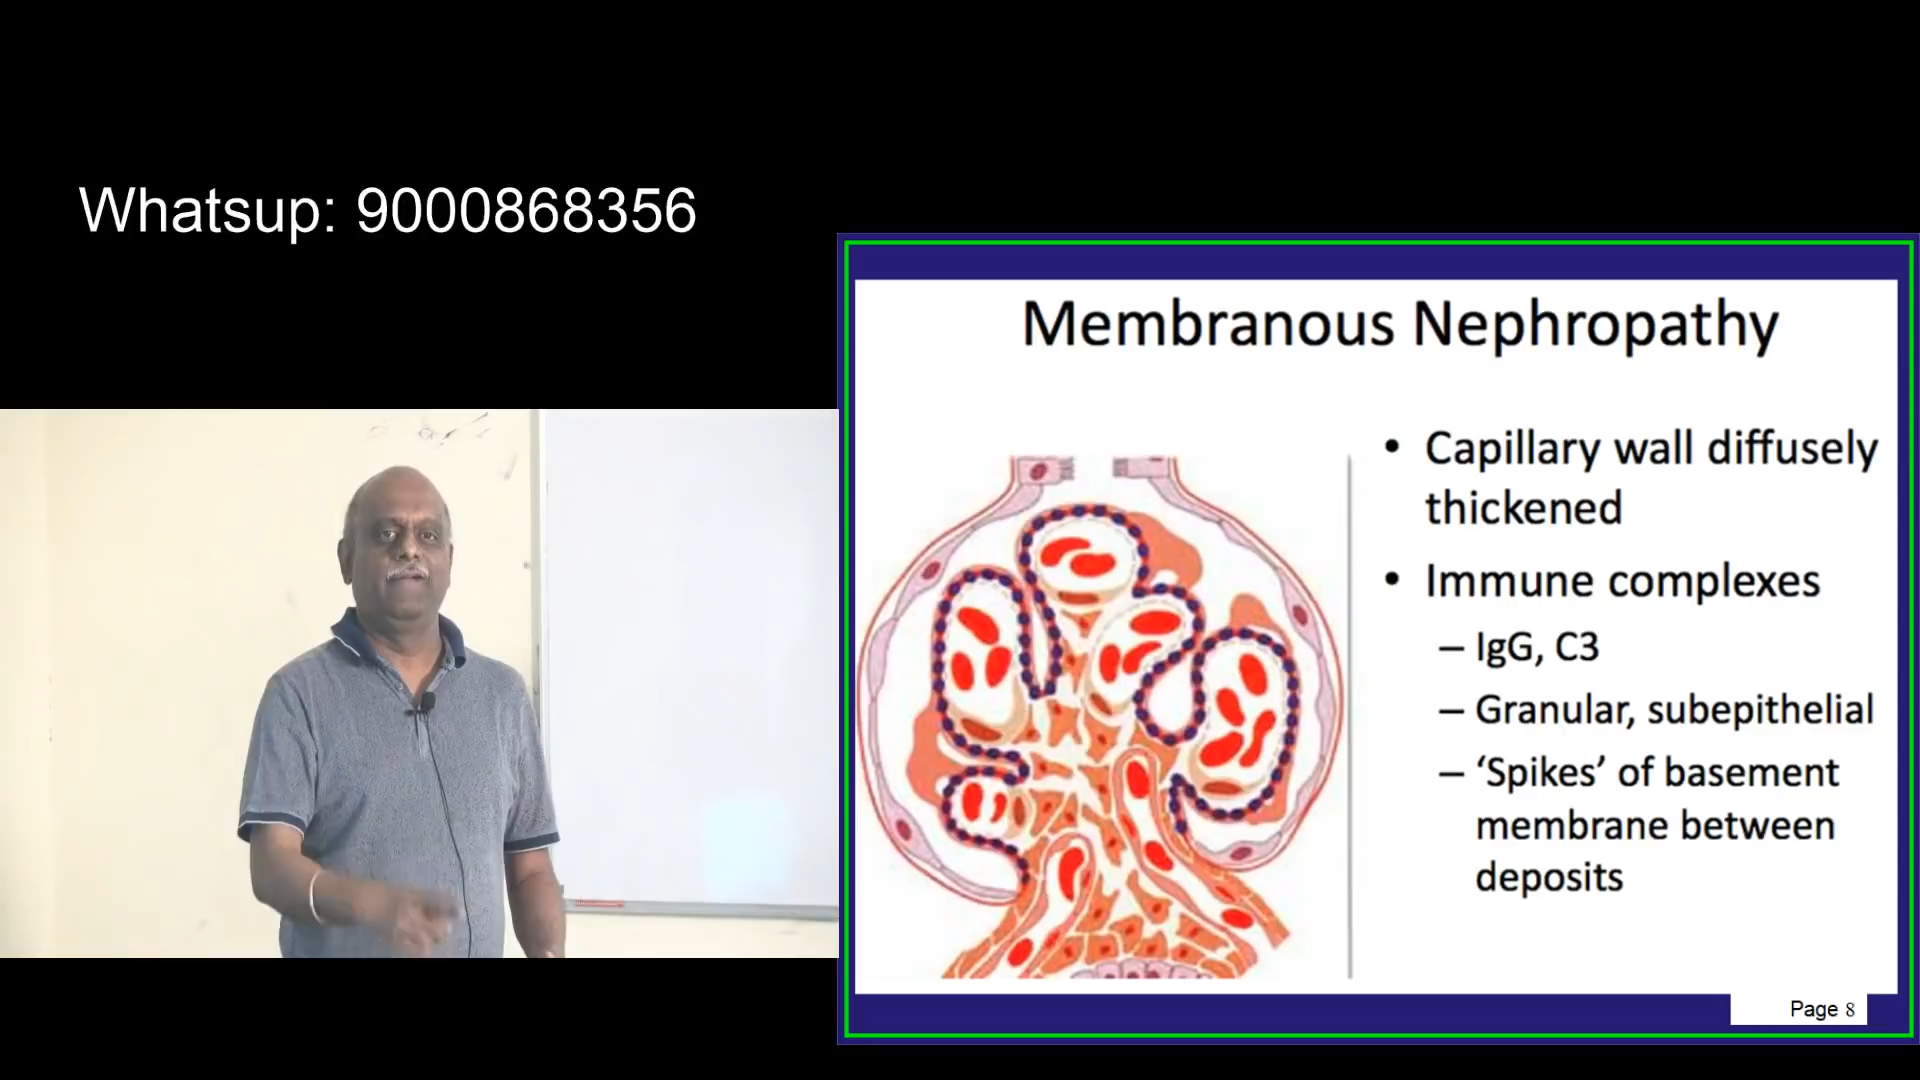 Whatsup: 9000868356
Membranous Nephropathy
• Capillary wall diffusely
thickened
• Immune complexes
– IgG, C3
– Granular, subepithelial
– ‘Spikes’ of basement
membrane between
deposits
Page 8